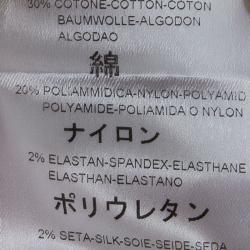 30% COTONE-COTTON-COTON
BAUMWOLLE-ALGODON
ALGODAO
綿
20% POLIAMMIDICA-NYLON-POLYAMID
POLYAMIDE-POLIAMIDA O NYLON
ナイロン
2% ELASTAN-SPANDEX-ELASTHANE
ELASTHAN-ELASTANO
ポリウレタン
2% SETA-SILK-SOIE-SEIDE-SEDA